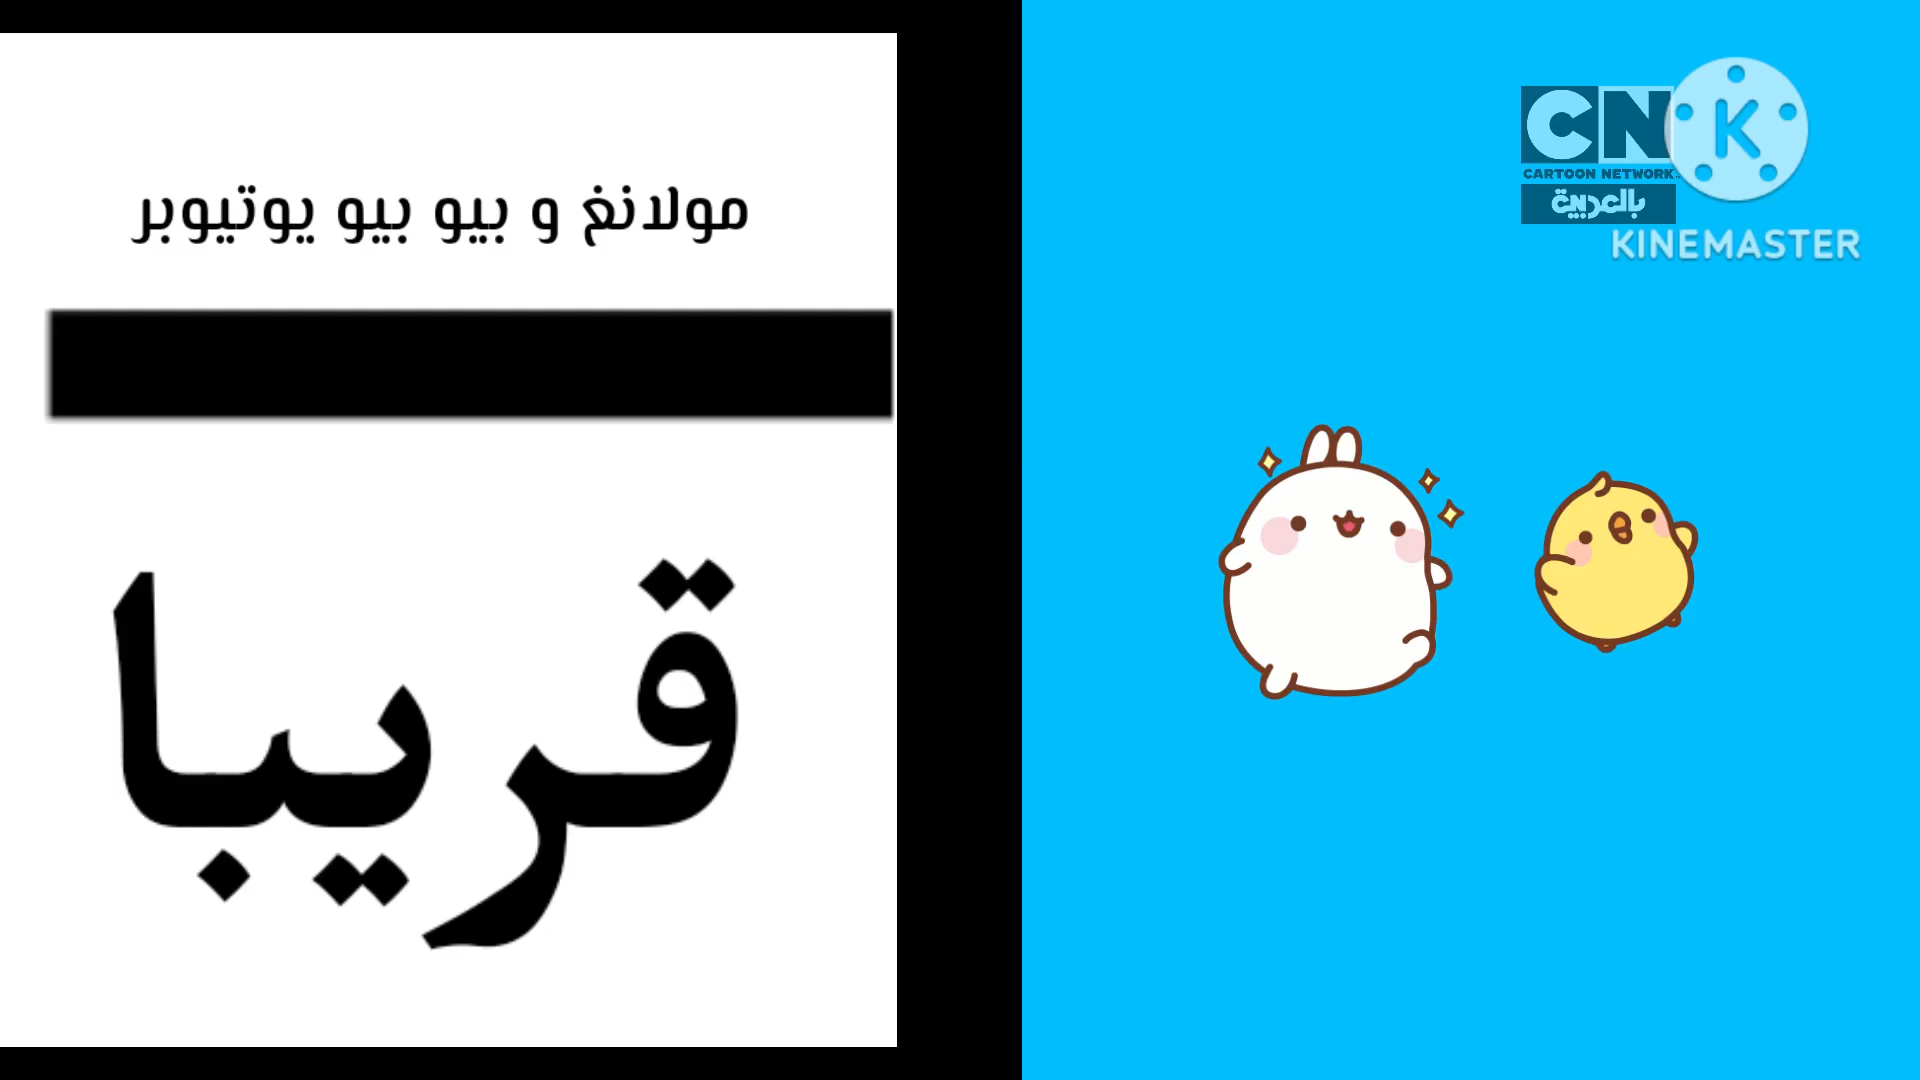 مولانغ و بيو بيو يوتيوبر
قريبا
CN
CARTOON NETWORK
بالعربية
K
KINEMASTER